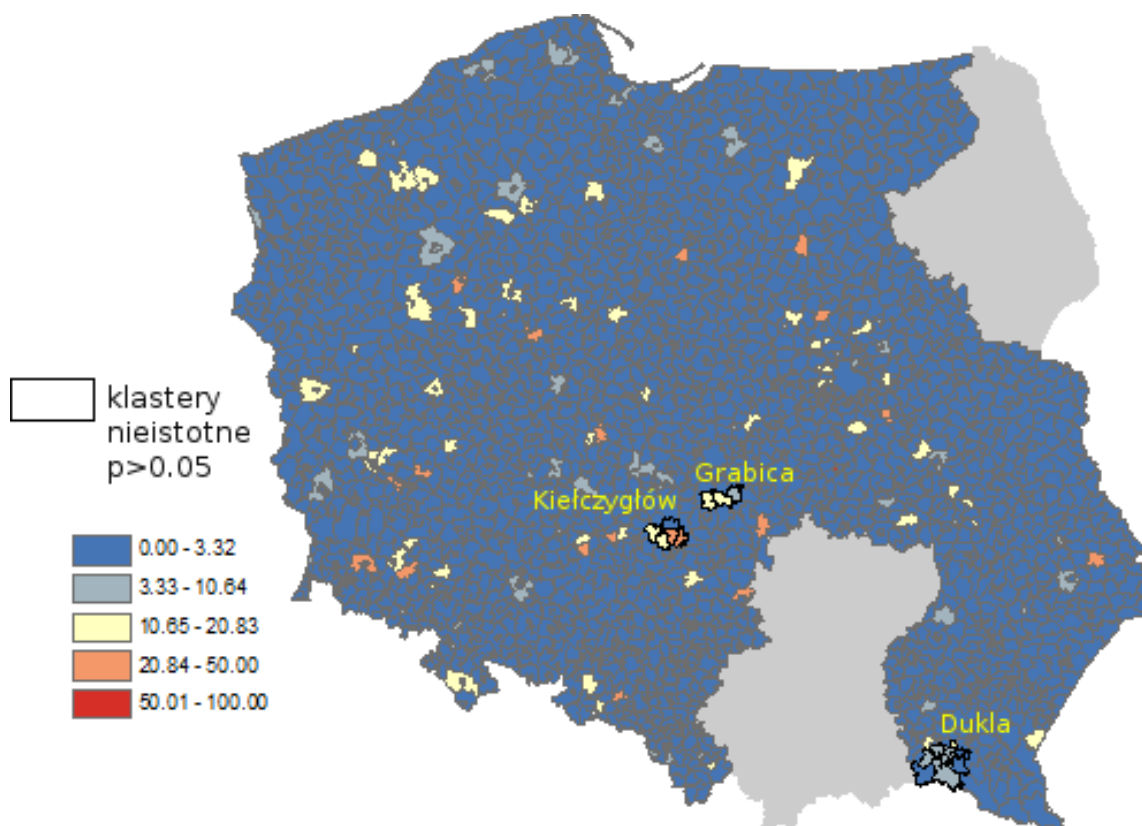 klastery
nieistotne
p>0.05
Grabica
Kiełczygłów
0.00 - 3.32
3.33 - 10.64
10.65 - 20.83
20.84 - 50.00
50.01 - 100.00
Dukla